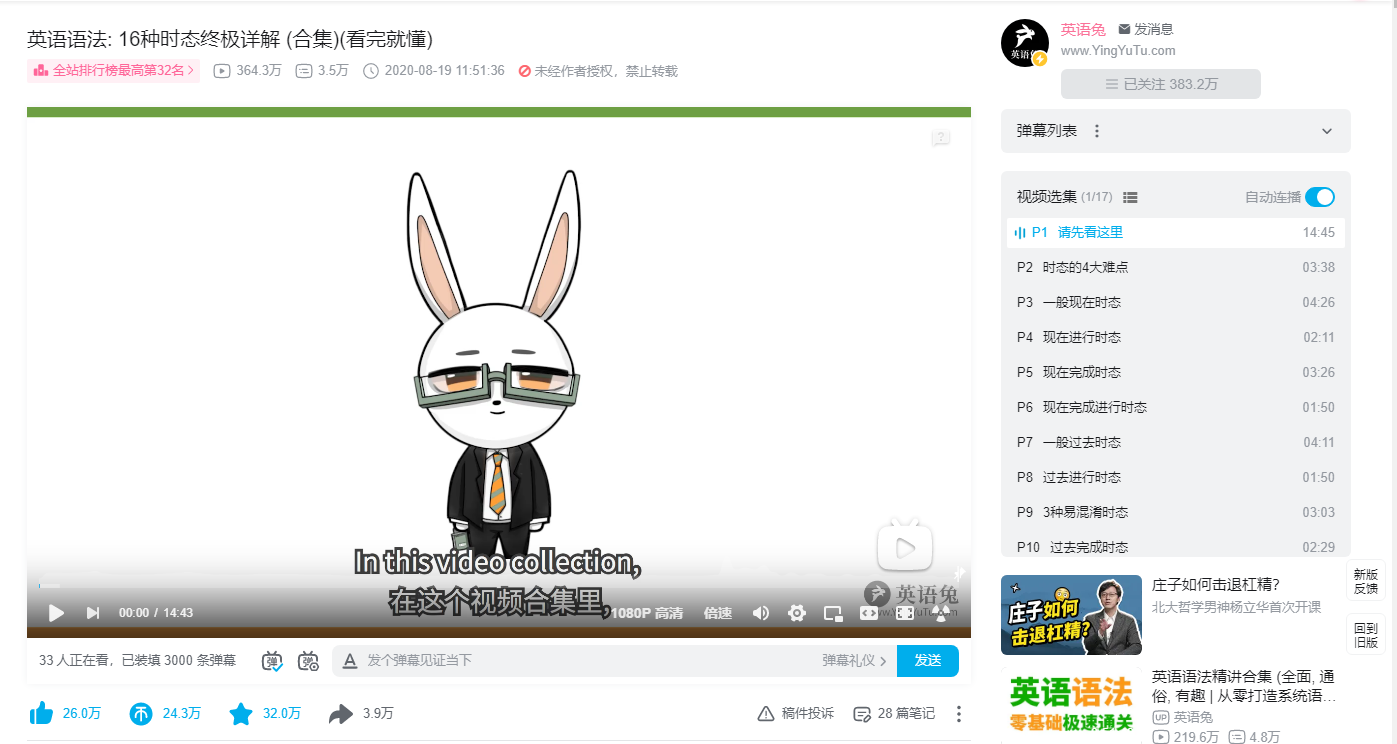 英语语法: 16种时态终极详解 (合集)(看完就懂)
全站排行榜最高第32名
364.3万
3.5万
2020-08-19 11:51:36
未经作者授权，禁止转载
In this video collection,
在这个视频合集里,
英语兔
00:00 / 14:43
1080P 高清
倍速
33 人正在看，已装填 3000 条弹幕
弹
弹
发个弹幕见证当下
弹幕礼仪
发送
26.0万
24.3万
32.0万
3.9万
稿件投诉
28 篇笔记
英语兔
发消息
www.YingYuTu.com
已关注 383.2万
弹幕列表
视频选集 (1/17)
自动连播
P1 请先看这里 14:45
P2 时态的4大难点 03:38
P3 一般现在时态 04:26
P4 现在进行时态 02:11
P5 现在完成时态 03:26
P6 现在完成进行时态 01:50
P7 一般过去时态 04:11
P8 过去进行时态 01:50
P9 3种易混淆时态 03:03
P10 过去完成时态 02:29
新版
反馈
回到
旧版
庄子如何
击退杠精?
庄子如何击退杠精?
北大哲学男神杨立华首次开课
英语语法
零基础极速通关
英语语法精讲合集 (全面, 通
俗, 有趣 | 从零打造系统语…
UP 英语兔
219.6万
4.8万